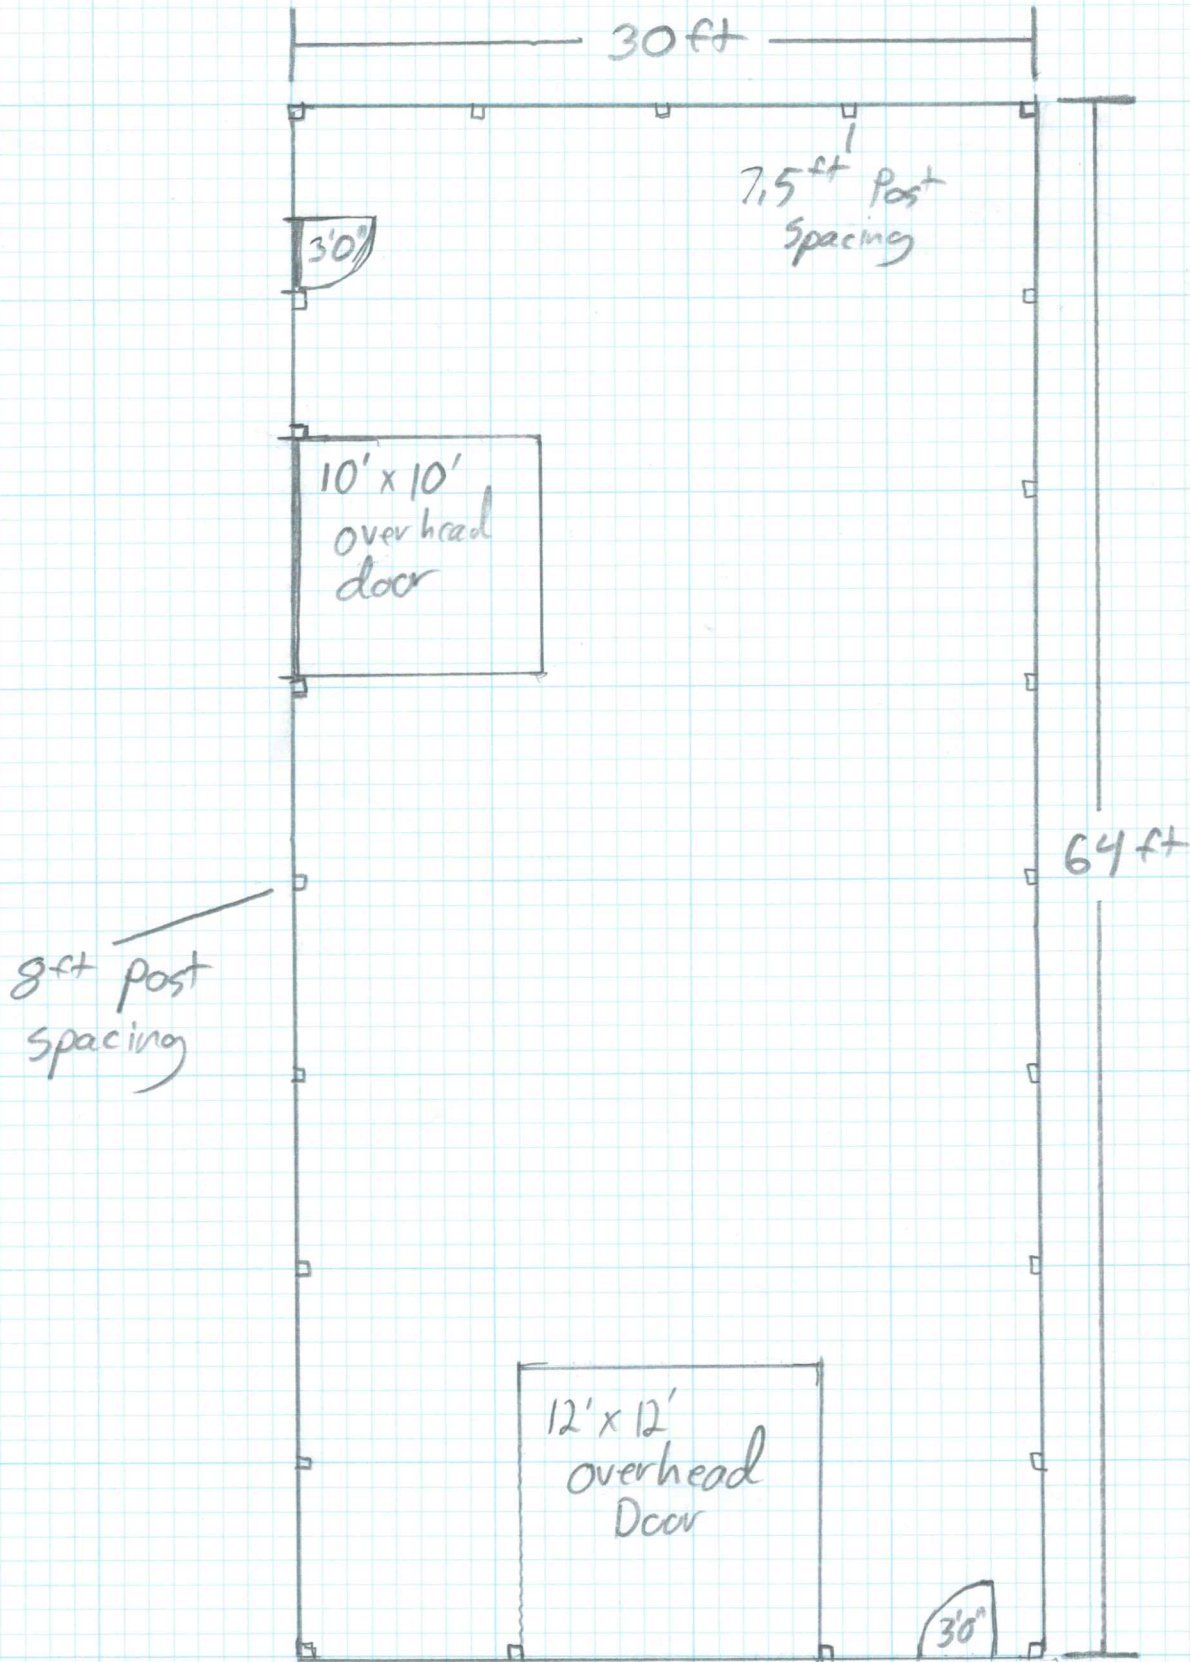 30 ft
7.5 ft Post
Spacing
3'0"
10' x 10'
overhead
door
64 ft
8 ft Post
spacing
12' x 12'
overhead
Door
3'0"